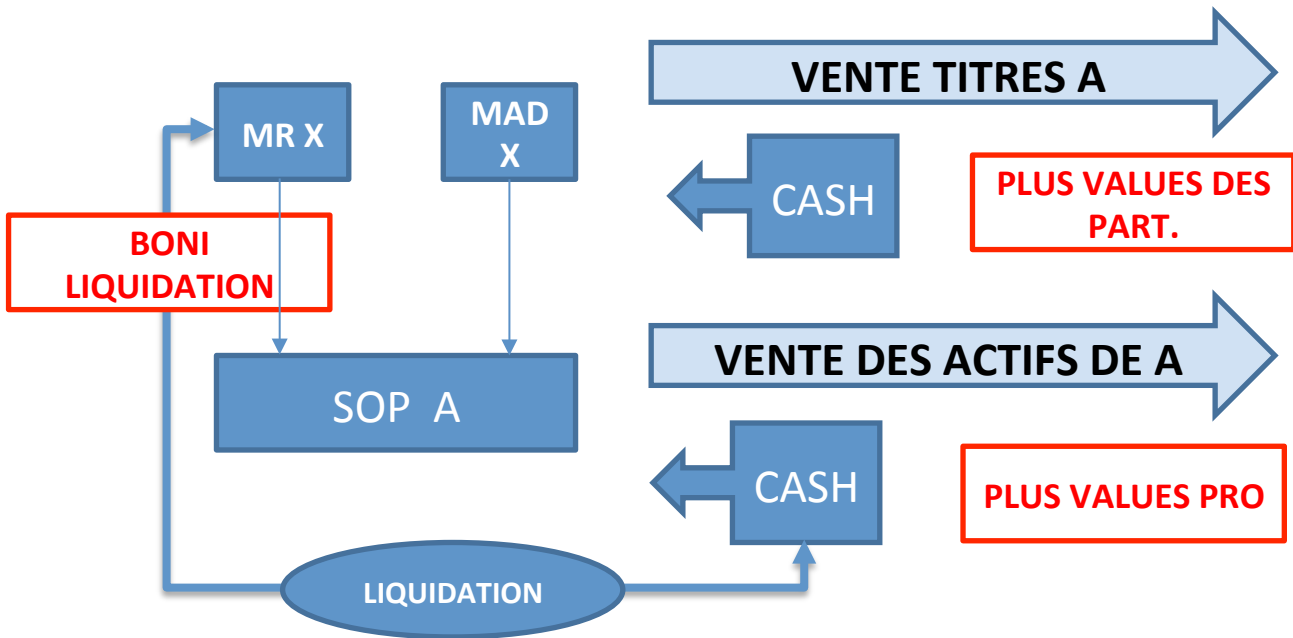 MR X
MAD
X
BONI
LIQUIDATION
SOP A
LIQUIDATION
VENTE TITRES A
CASH
PLUS VALUES DES
PART.
VENTE DES ACTIFS DE A
CASH
PLUS VALUES PRO